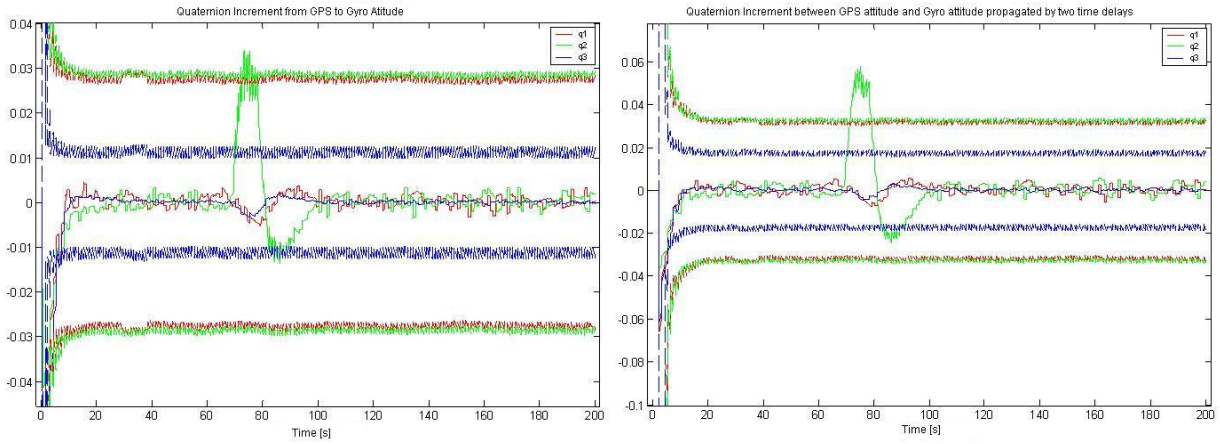 Quaternion Increment from GPS to Gyro Atitude
0.04
0.03
0.02
0.01
0
-0.01
-0.02
-0.03
-0.04
0 20 40 60 80 100 120 140 160 180 200
Time [s]
q1
q2
q3
Quaternion Increment between GPS attitude and Gyro attitude propagated by two time delays
0.06
0.04
0.02
0
-0.02
-0.04
-0.06
-0.08
-0.1
0 20 40 60 80 100 120 140 160 180 200
Time [s]
q1
q2
q3